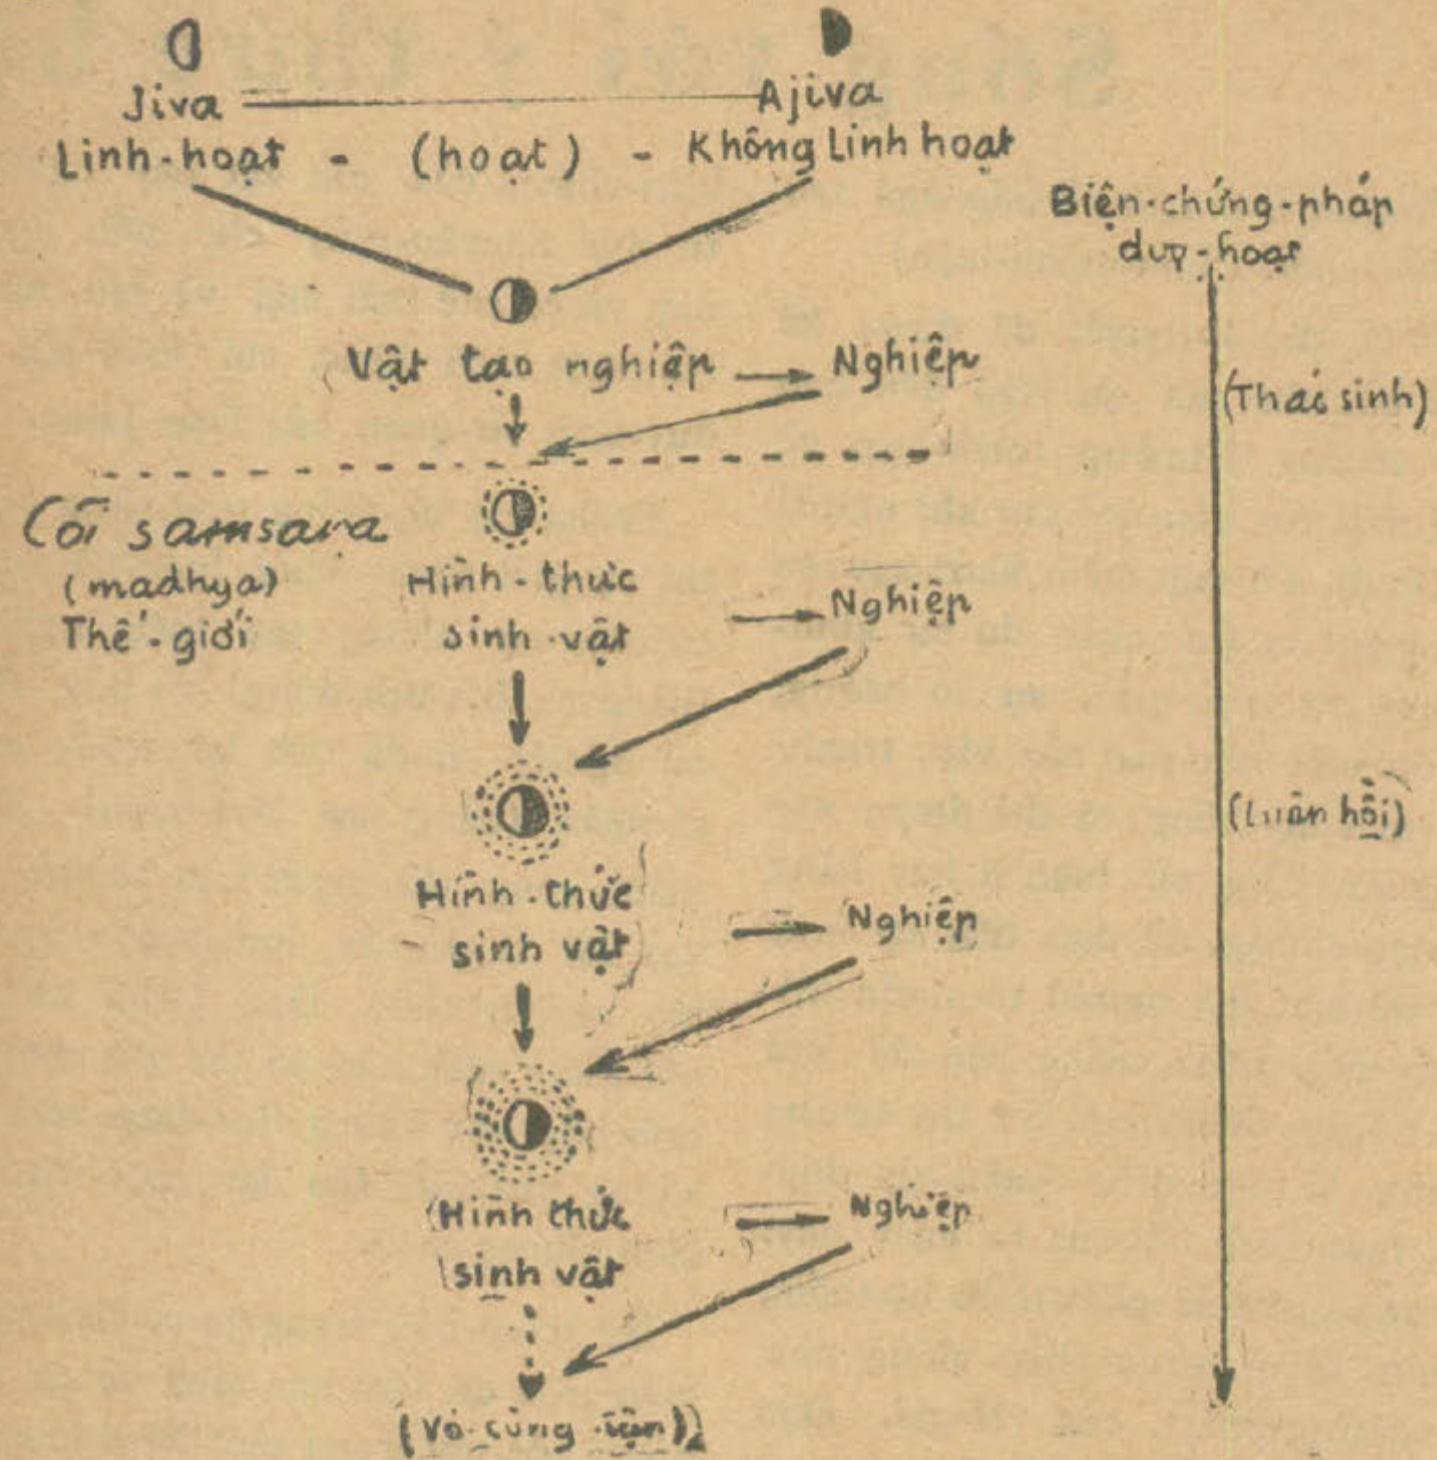 Jiva Ajiva
Linh-hoạt - (hoạt) - Không Linh hoạt
Biện-chứng-pháp
duy-hoạt
Vật tạo nghiệp Nghiệp
(Thác sinh)
Cõi samsara
(madhya)
Thế-giới
Hình-thức
sinh-vật
Nghiệp
(Luân hồi)
Hình-thức
sinh vật
Nghiệp
Hình thức
sinh vật
Nghiệp
(Vô-cùng-tận)